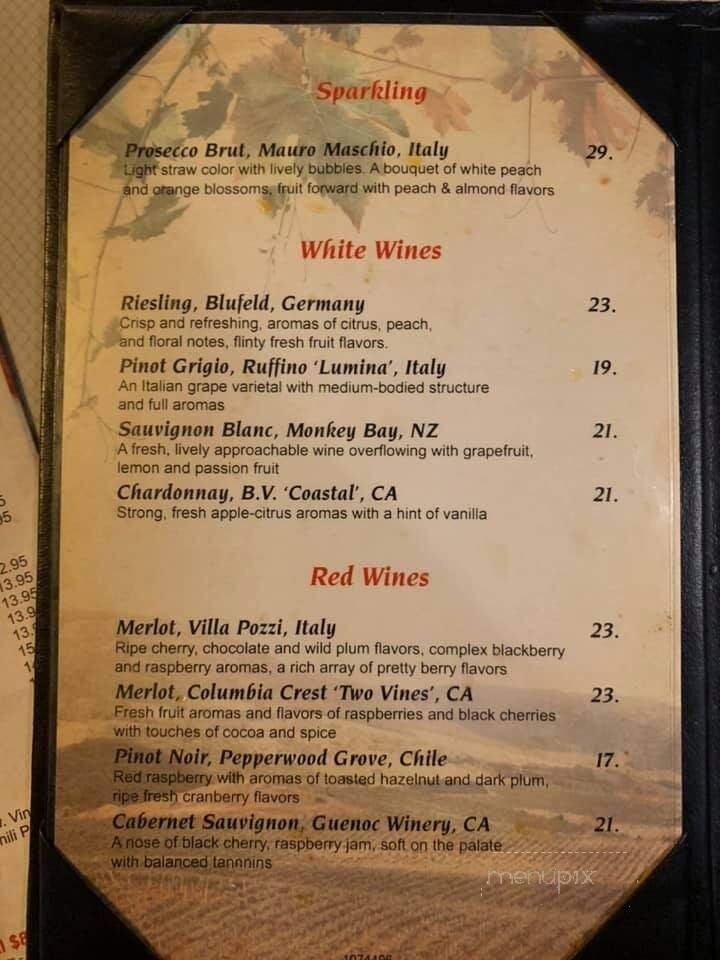 Sparkling
Prosecco Brut, Mauro Maschio, Italy 29.
Light straw color with lively bubbles. A bouquet of white peach
and orange blossoms, fruit forward with peach & almond flavors
White Wines
Riesling, Blufeld, Germany 23.
Crisp and refreshing, aromas of citrus, peach,
and floral notes, flinty fresh fruit flavors.
Pinot Grigio, Ruffino ‘Lumina’, Italy 19.
An Italian grape varietal with medium-bodied structure
and full aromas
Sauvignon Blanc, Monkey Bay, NZ 21.
A fresh, lively approachable wine overflowing with grapefruit,
lemon and passion fruit
Chardonnay, B.V. ‘Coastal’, CA 21.
Strong, fresh apple-citrus aromas with a hint of vanilla
Red Wines
Merlot, Villa Pozzi, Italy 23.
Ripe cherry, chocolate and wild plum flavors, complex blackberry
and raspberry aromas, a rich array of pretty berry flavors
Merlot, Columbia Crest ‘Two Vines’, CA 23.
Fresh fruit aromas and flavors of raspberries and black cherries
with touches of cocoa and spice
Pinot Noir, Pepperwood Grove, Chile 17.
Red raspberry with aromas of toasted hazelnut and dark plum,
ripe fresh cranberry flavors
Cabernet Sauvignon, Guenoc Winery, CA 21.
A nose of black cherry, raspberry jam, soft on the palate
with balanced tannnins
menupix
2.95
13.95
13.95